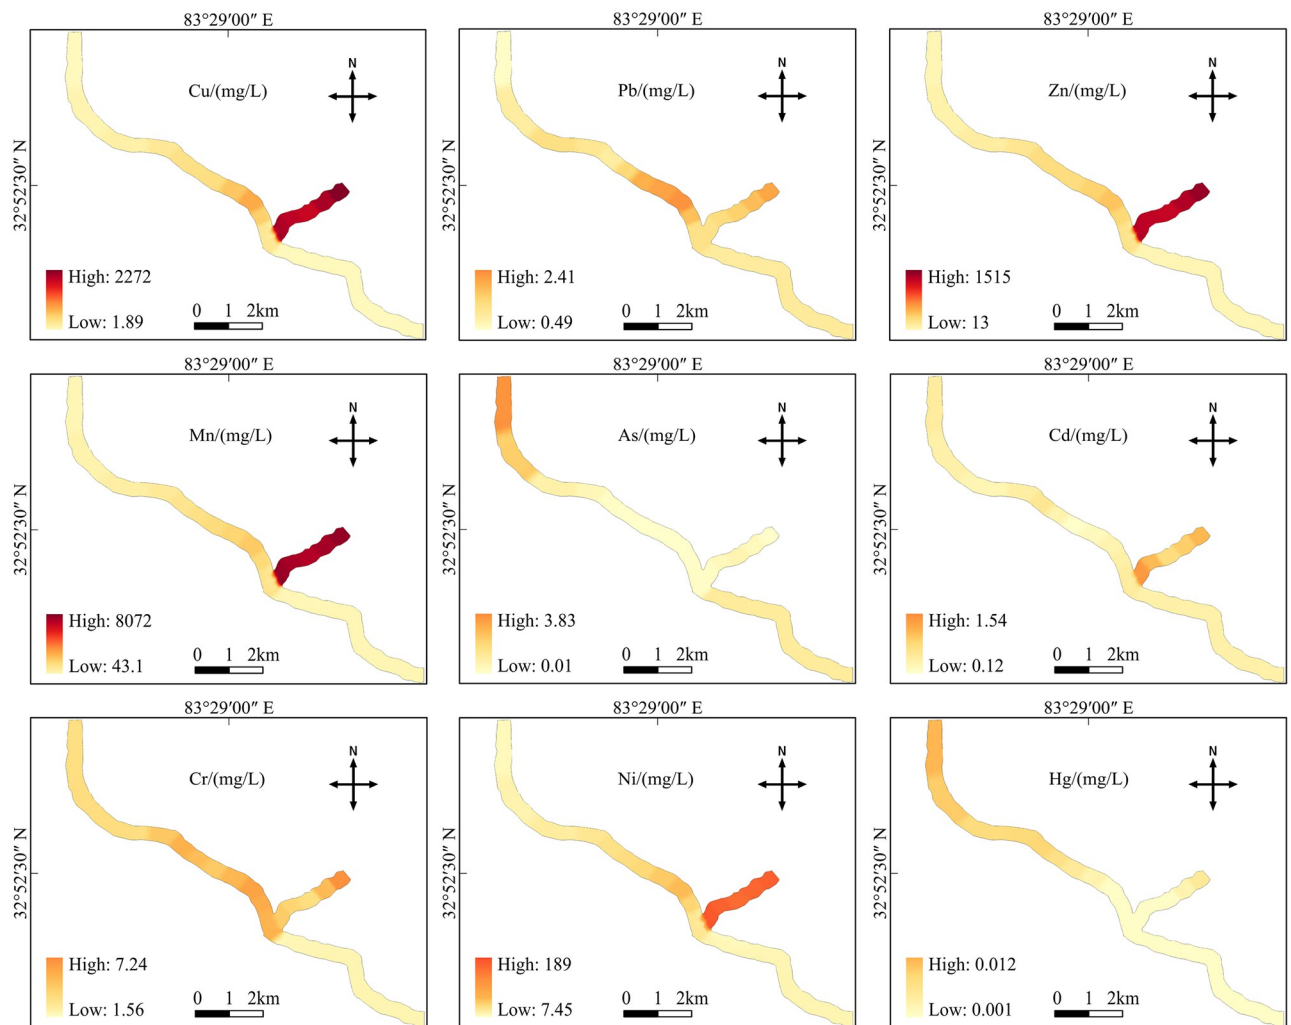 83°29′00″ E
83°29′00″ E
83°29′00″ E
32°52′30″ N
Cu/(mg/L)
N
High: 2272
Low: 1.89
0 1 2km
32°52′30″ N
Pb/(mg/L)
N
High: 2.41
Low: 0.49
0 1 2km
32°52′30″ N
Zn/(mg/L)
N
High: 1515
Low: 13
0 1 2km
83°29′00″ E
83°29′00″ E
83°29′00″ E
32°52′30″ N
Mn/(mg/L)
N
High: 8072
Low: 43.1
0 1 2km
32°52′30″ N
As/(mg/L)
N
High: 3.83
Low: 0.01
0 1 2km
32°52′30″ N
Cd/(mg/L)
N
High: 1.54
Low: 0.12
0 1 2km
83°29′00″ E
83°29′00″ E
83°29′00″ E
32°52′30″ N
Cr/(mg/L)
N
High: 7.24
Low: 1.56
0 1 2km
32°52′30″ N
Ni/(mg/L)
N
High: 189
Low: 7.45
0 1 2km
32°52′30″ N
Hg/(mg/L)
N
High: 0.012
Low: 0.001
0 1 2km